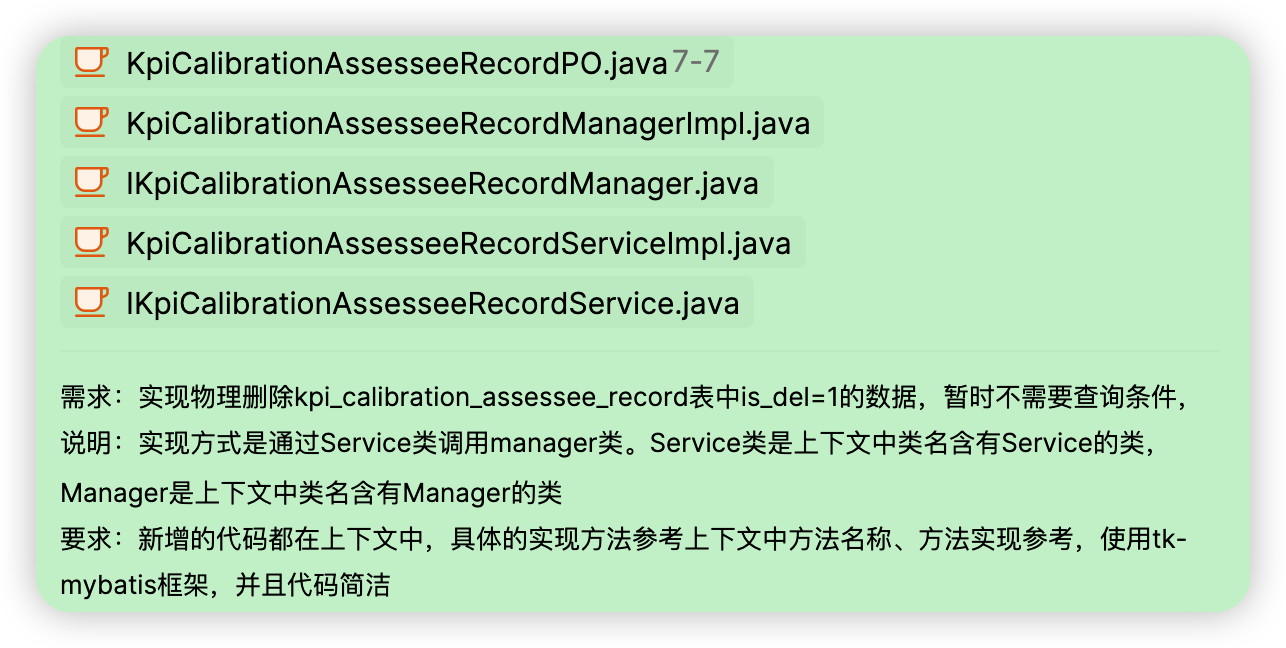 KpiCalibrationAssesseeRecordPO.java 7-7
KpiCalibrationAssesseeRecordManagerImpl.java
IKpiCalibrationAssesseeRecordManager.java
KpiCalibrationAssesseeRecordServiceImpl.java
IKpiCalibrationAssesseeRecordService.java
需求：实现物理删除kpi_calibration_assessee_record表中is_del=1的数据，暂时不需要查询条件，
说明：实现方式是通过Service类调用manager类。Service类是上下文中类名含有Service的类，
Manager是上下文中类名含有Manager的类
要求：新增的代码都在上下文中，具体的实现方法参考上下文中方法名称、方法实现参考，使用tk-
mybatis框架，并且代码简洁